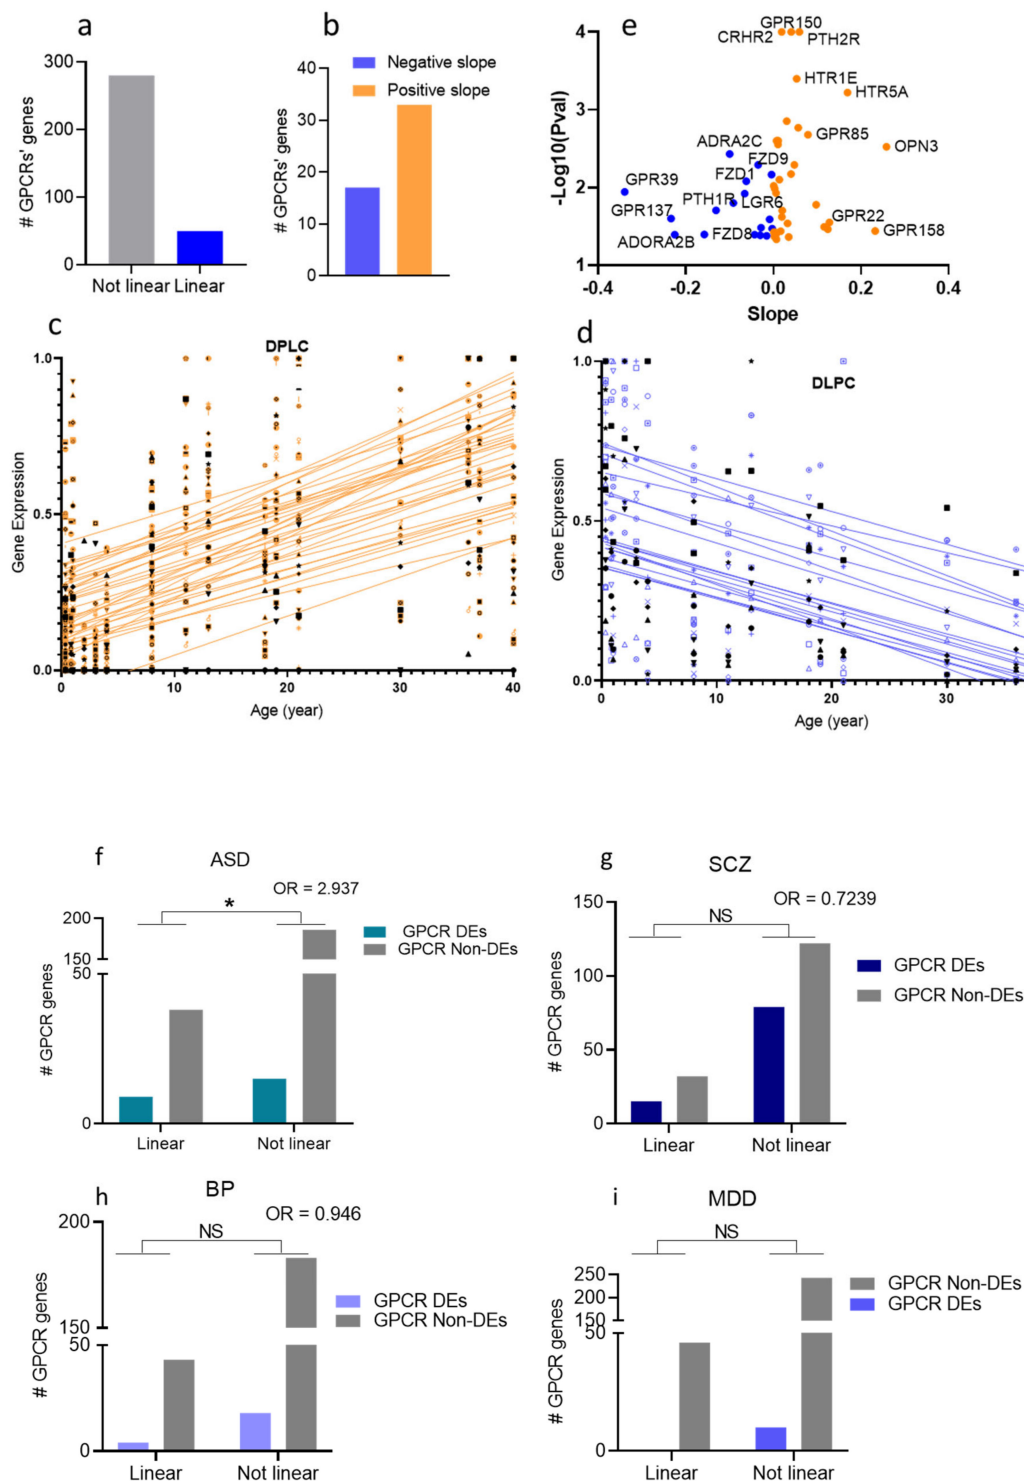 a
# GPCRs' genes
300
200
100
0
Not linear Linear
b
Negative slope
Positive slope
# GPCRs' genes
40
30
20
10
0
e
-Log10(Pval)
4
3
2
1
0
GPR150
CRHR2
PTH2R
HTR1E
HTR5A
GPR85
OPN3
ADRA2C
FZD9
FZD1
GPR39
PTH1R
LGR6
GPR137
ADORA2B
FZD8
GPR22
GPR158
-0.4 -0.2 0.0 0.2 0.4
Slope
c
DPLC
Gene Expression
1.0
0.5
0.0
0 10 20 30 40
Age (year)
d
DLPC
Gene Expression
1.0
0.5
0.0
0 10 20 30
Age (year)
f
ASD
OR = 2.937
*
# GPCR genes
200
150
50
0
Linear Not linear
GPCR DEs
GPCR Non-DEs
g
SCZ
OR = 0.7239
NS
# GPCR genes
150
100
50
0
Linear Not linear
GPCR DEs
GPCR Non-DEs
h
BP
OR = 0.946
NS
# GPCR genes
200
150
50
0
Linear Not linear
GPCR DEs
GPCR Non-DEs
i
MDD
NS
# GPCR genes
250
200
150
50
0
Linear Not linear
GPCR Non-DEs
GPCR DEs